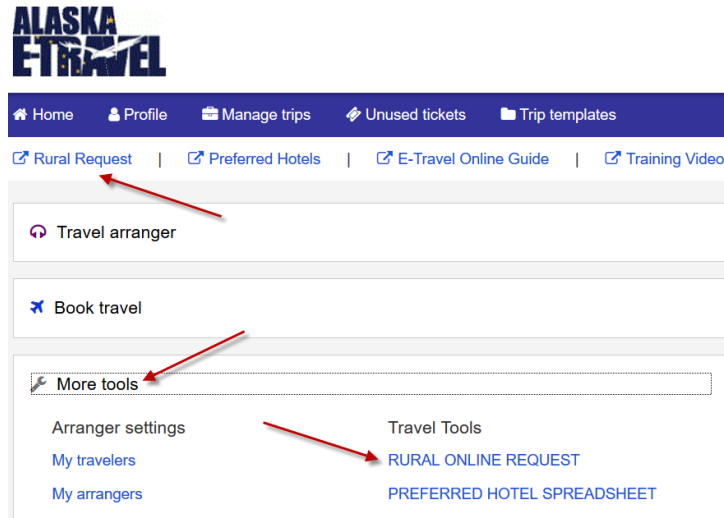 ALASKA
E-TRAVEL
Home Profile Manage trips Unused tickets Trip templates
Rural Request | Preferred Hotels | E-Travel Online Guide | Training Video
Travel arranger
Book travel
More tools
Arranger settings Travel Tools
My travelers RURAL ONLINE REQUEST
My arrangers PREFERRED HOTEL SPREADSHEET